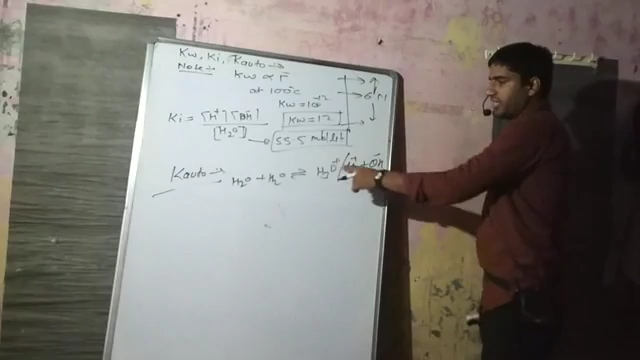 Kw, Ki, Kauto →
Note:-
Kw ∝ T
at 100°c
Kw = 10⁻¹²
Ki = [H⁺][OH]/[H₂O] Kw = 12
55.5 mol/lit
Kauto → H₂O + H₂O ⇌ H₃O⁺/H⁺ + OH